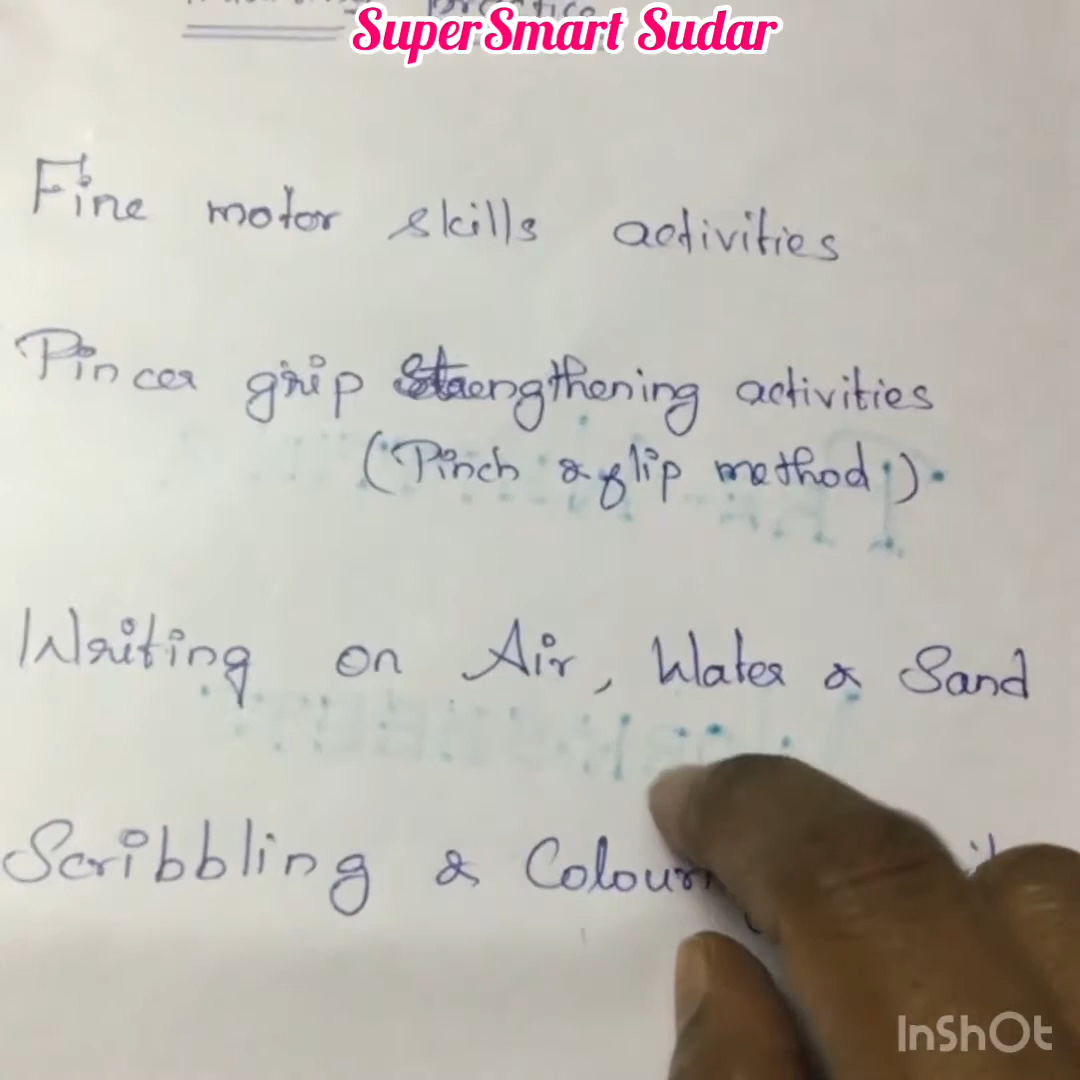 practice
SuperSmart Sudar
Fine motor skills activities
Pincer grip Strengthening activities
(Pinch & flip method)
Writing on Air, Water & Sand
Scribbling & Colour
InShOt